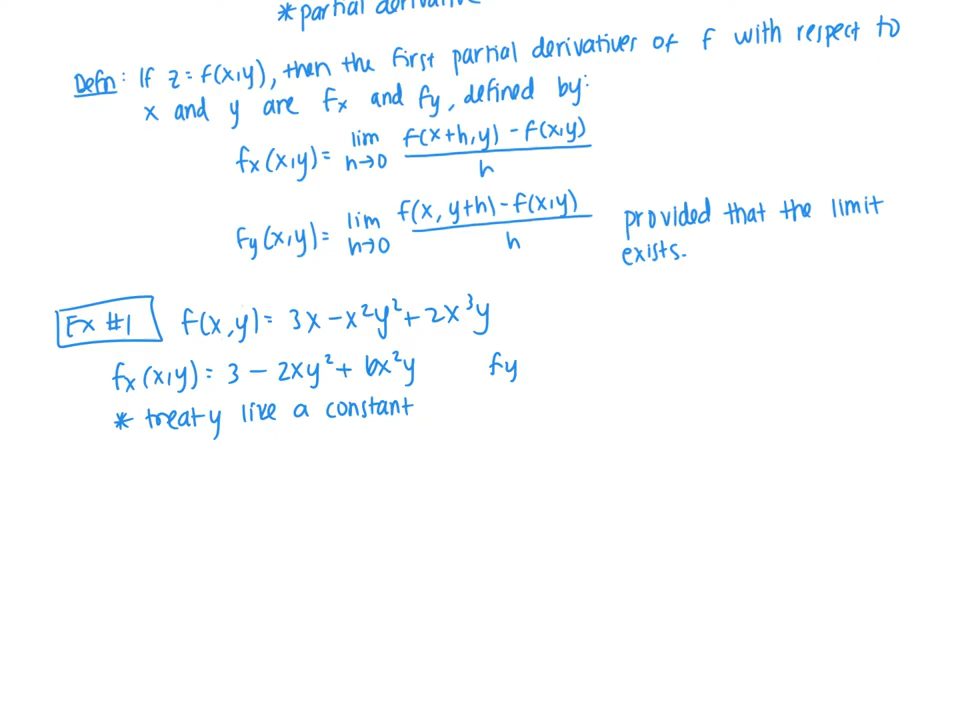 *partial derivative
Defn: If z = f(x,y), then the first partial derivatives of f with respect to
x and y are fx and fy, defined by:
fx(x,y) = lim h→0 f(x+h,y) - f(x,y) / h
fy(x,y) = lim h→0 f(x, y+h) - f(x,y) / h provided that the limit
exists.
Ex #1 f(x,y) = 3x - x²y² + 2x³y
fx(x,y) = 3 - 2xy² + 6x²y fy
* treat y like a constant